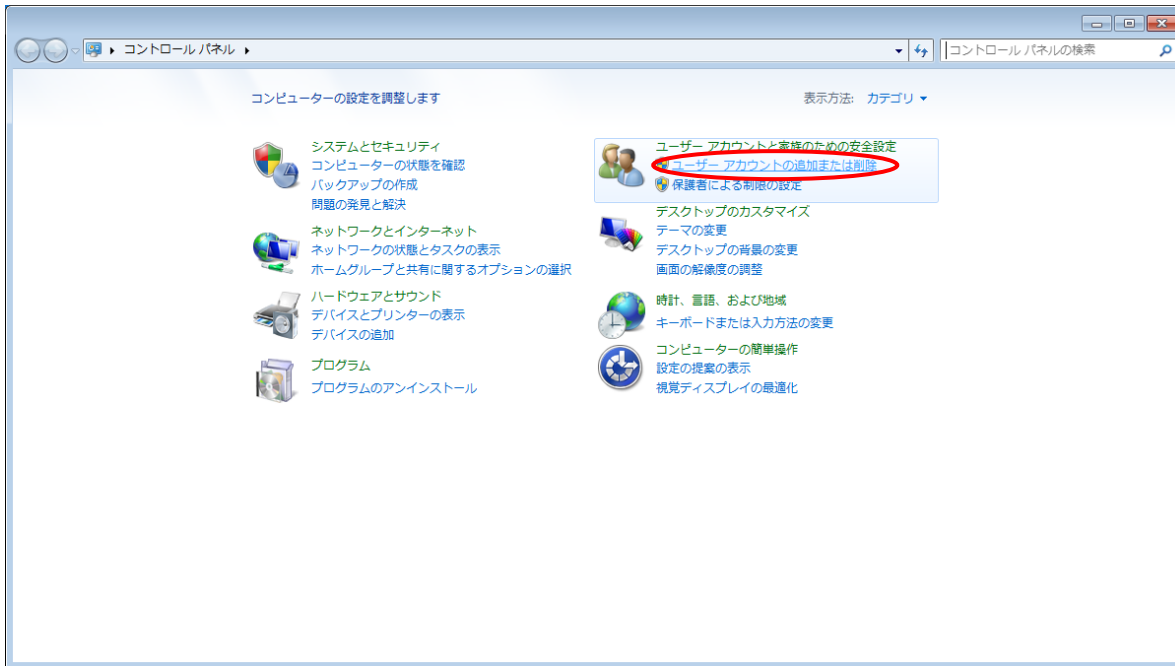 コントロール パネル
コントロール パネルの検索
コンピューターの設定を調整します
表示方法: カテゴリ
システムとセキュリティ
コンピューターの状態を確認
バックアップの作成
問題の発見と解決
ネットワークとインターネット
ネットワークの状態とタスクの表示
ホームグループと共有に関するオプションの選択
ハードウェアとサウンド
デバイスとプリンターの表示
デバイスの追加
プログラム
プログラムのアンインストール
ユーザー アカウントと家族のための安全設定
ユーザー アカウントの追加または削除
保護者による制限の設定
デスクトップのカスタマイズ
テーマの変更
デスクトップの背景の変更
画面の解像度の調整
時計、言語、および地域
キーボードまたは入力方法の変更
コンピューターの簡単操作
設定の提案の表示
視覚ディスプレイの最適化